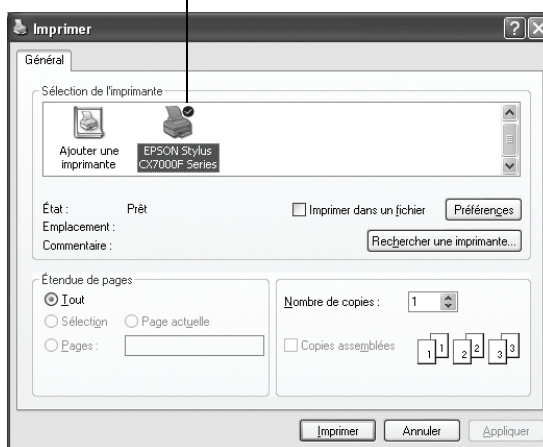 Imprimer
Général
Sélection de l'imprimante
Ajouter une
imprimante
EPSON Stylus
CX7000F Series
État : Prêt
Emplacement :
Commentaire :
Imprimer dans un fichier
Préférences
Rechercher une imprimante...
Étendue de pages
Tout
Sélection Page actuelle
Pages :
Nombre de copies : 1
Copies assemblées
1 1 2 2 3 3
Imprimer Annuler Appliquer